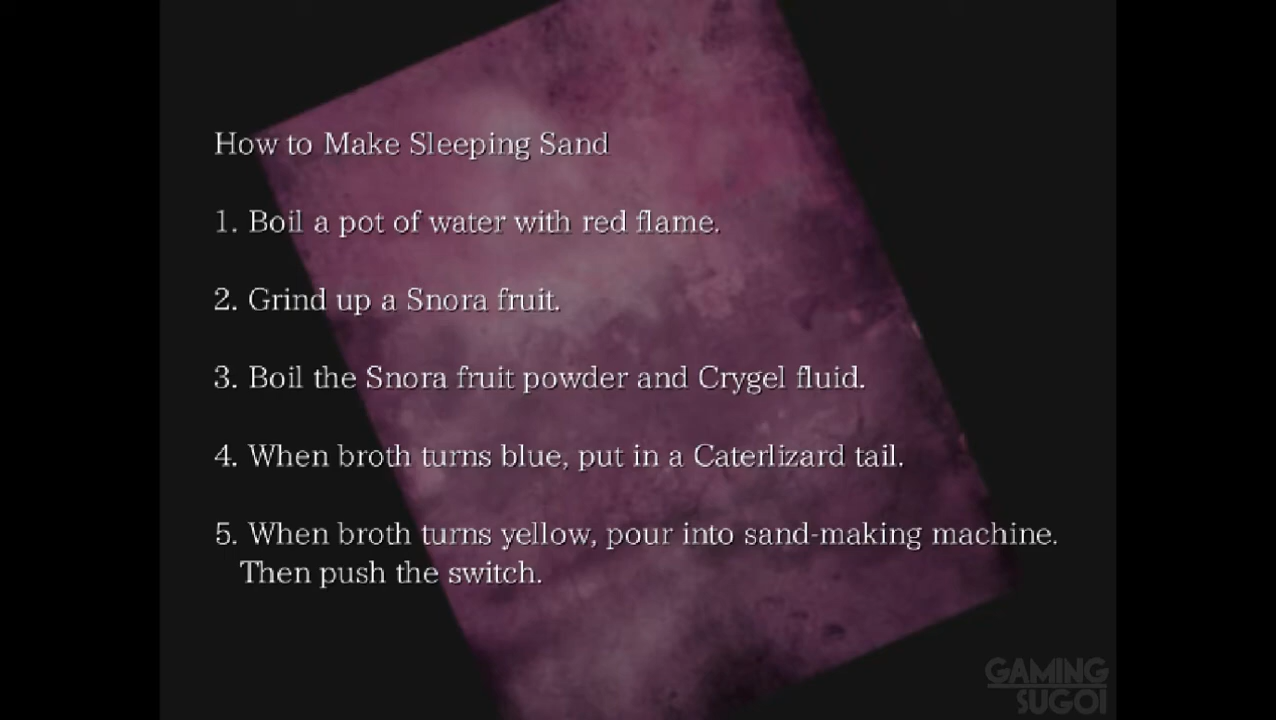 How to Make Sleeping Sand
1. Boil a pot of water with red flame.
2. Grind up a Snora fruit.
3. Boil the Snora fruit powder and Crygel fluid.
4. When broth turns blue, put in a Caterlizard tail.
5. When broth turns yellow, pour into sand-making machine.
Then push the switch.
GAMING
SUGOI